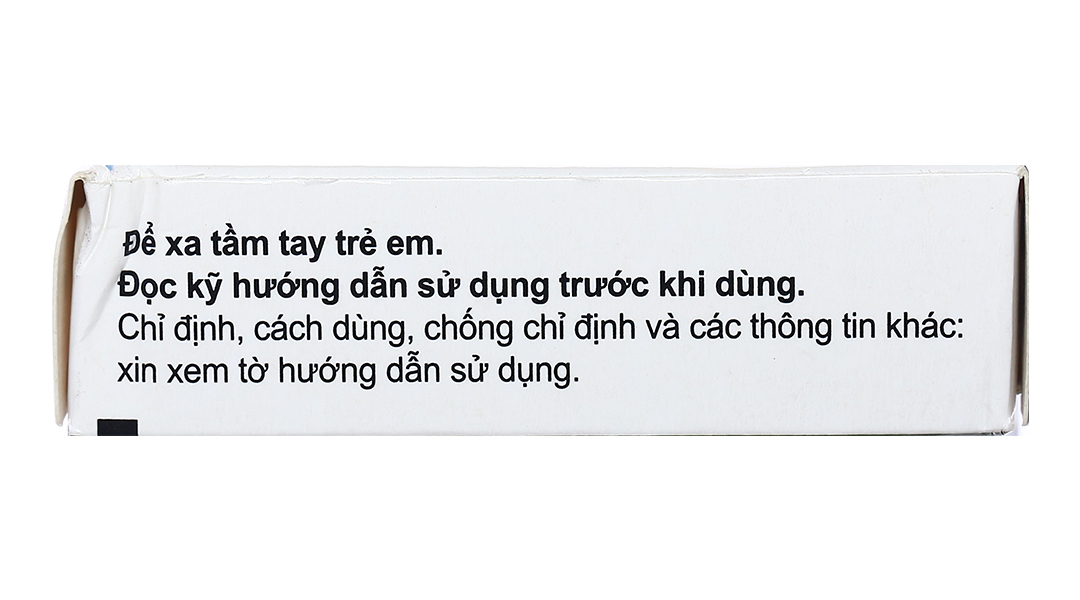 Để xa tầm tay trẻ em.
Đọc kỹ hướng dẫn sử dụng trước khi dùng.
Chỉ định, cách dùng, chống chỉ định và các thông tin khác:
xin xem tờ hướng dẫn sử dụng.